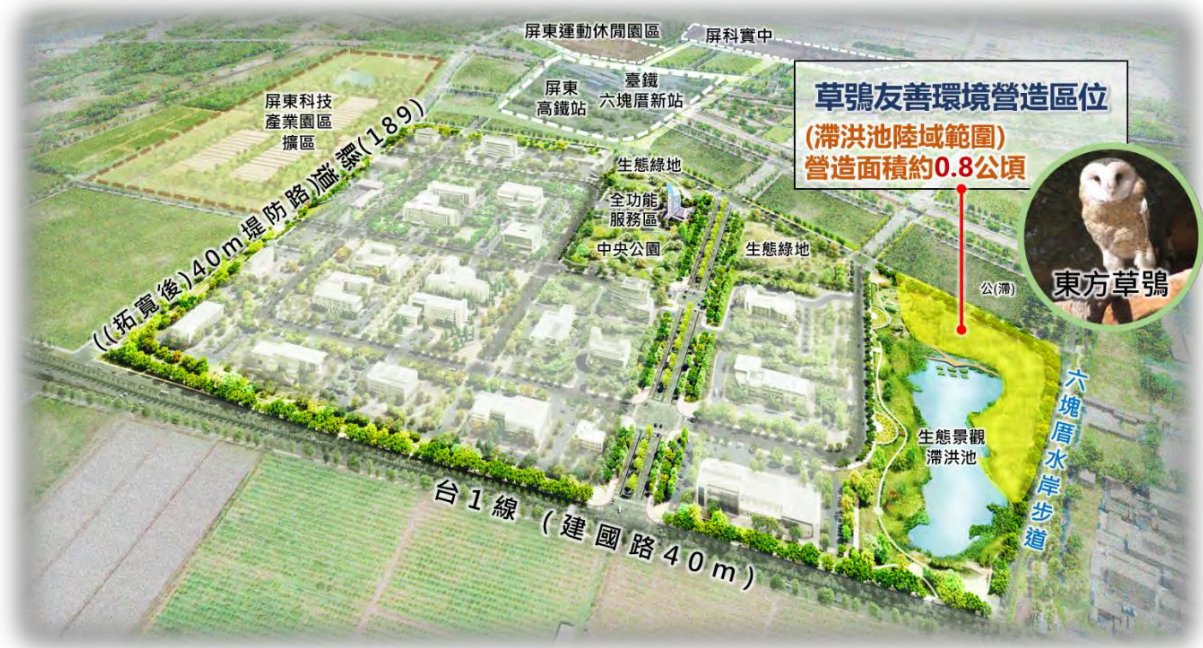 屏東運動休閒園區
屏科實中
屏東
高鐵站
臺鐵
六塊厝新站
屏東科技
產業園區
擴區
草鴞友善環境營造區位
(滯洪池陸域範圍)
營造面積約0.8公頃
東方草鴞
生態綠地
全功能
服務區
中央公園
生態綠地
公(滯)
((拓寬後)40m堤防路)縣道(189)
生態景觀
滯洪池
六塊厝水岸步道
台1線 (建國路40m)